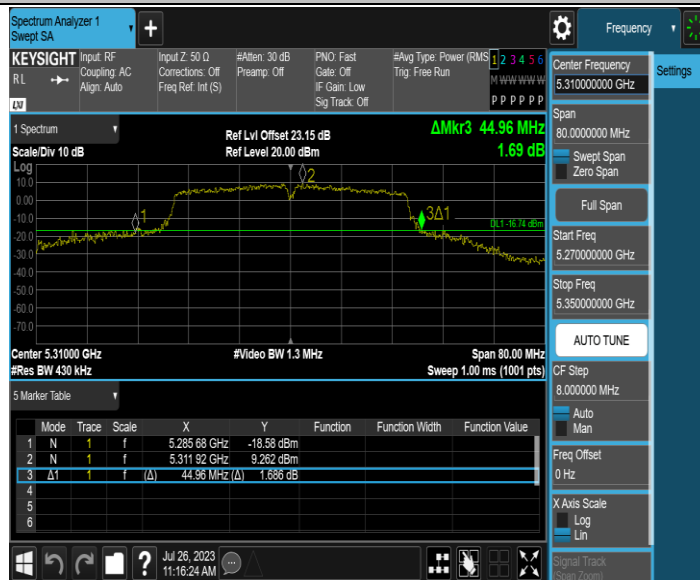 Spectrum Analyzer 1
Swept SA
Frequency
KEYSIGHT
RL
LXI
Input: RF
Coupling: AC
Align: Auto
Input Z: 50 Ω
Corrections: Off
Freq Ref: Int (S)
#Atten: 30 dB
Preamp: Off
PNO: Fast
Gate: Off
IF Gain: Low
Sig Track: Off
#Avg Type: Power (RMS
Trig: Free Run
1 2 3 4 5 6
M W W W W W
P P P P P P
Center Frequency
5.310000000 GHz
Settings
Span
80.0000000 MHz
Swept Span
Zero Span
Full Span
Start Freq
5.270000000 GHz
Stop Freq
5.350000000 GHz
AUTO TUNE
CF Step
8.000000 MHz
Auto
Man
Freq Offset
0 Hz
X Axis Scale
Log
Lin
Signal Track
(Span Zoom)
1 Spectrum
Scale/Div 10 dB
Ref Lvl Offset 23.15 dB
Ref Level 20.00 dBm
ΔMkr3 44.96 MHz
1.69 dB
Log
10.0
0.00
-10.0
-20.0
-30.0
-40.0
-50.0
-60.0
-70.0
1
2
3Δ1
DL1 -16.74 dBm
Center 5.31000 GHz
#Video BW 1.3 MHz
Span 80.00 MHz
#Res BW 430 kHz
Sweep 1.00 ms (1001 pts)
5 Marker Table
Mode Trace Scale X Y Function Function Width Function Value
1 N 1 f 5.285 68 GHz -18.58 dBm
2 N 1 f 5.311 92 GHz 9.262 dBm
3 Δ1 1 f (Δ) 44.96 MHz (Δ) 1.686 dB
4
5
6
?
Jul 26, 2023
11:16:24 AM